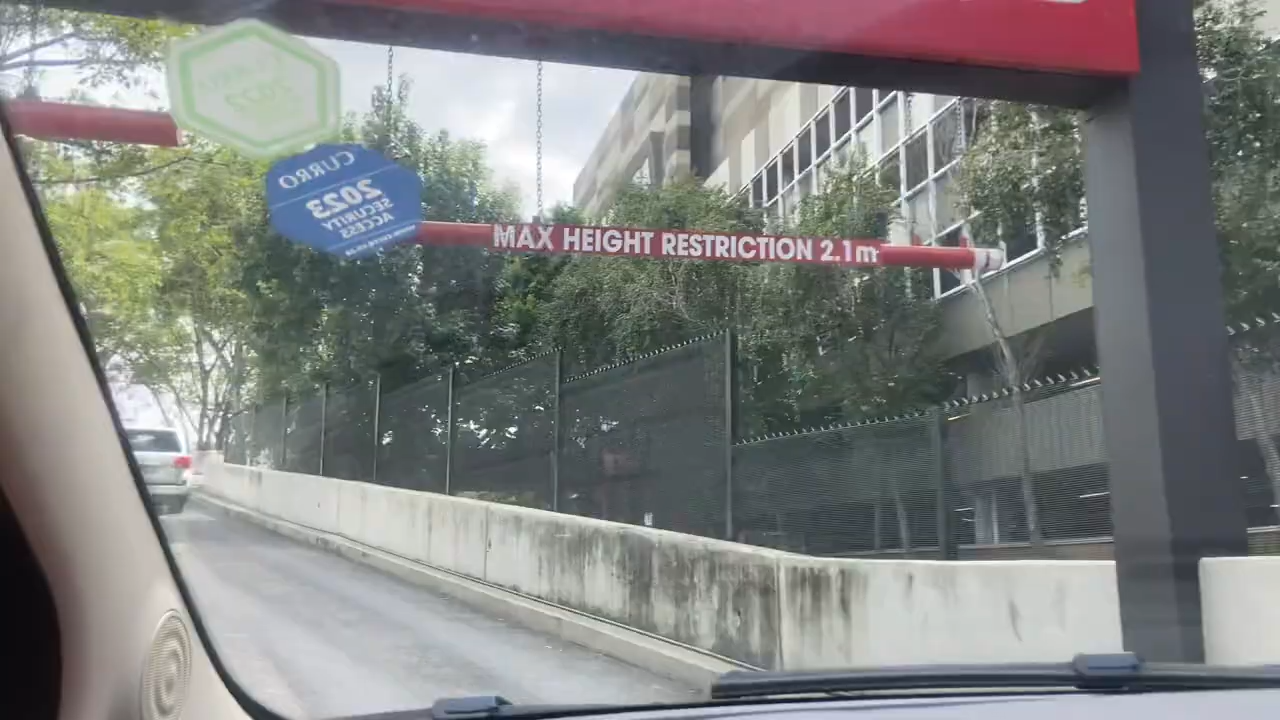 CURRO
2023
SECURITY
ACCESS
MAX HEIGHT RESTRICTION 2.1m